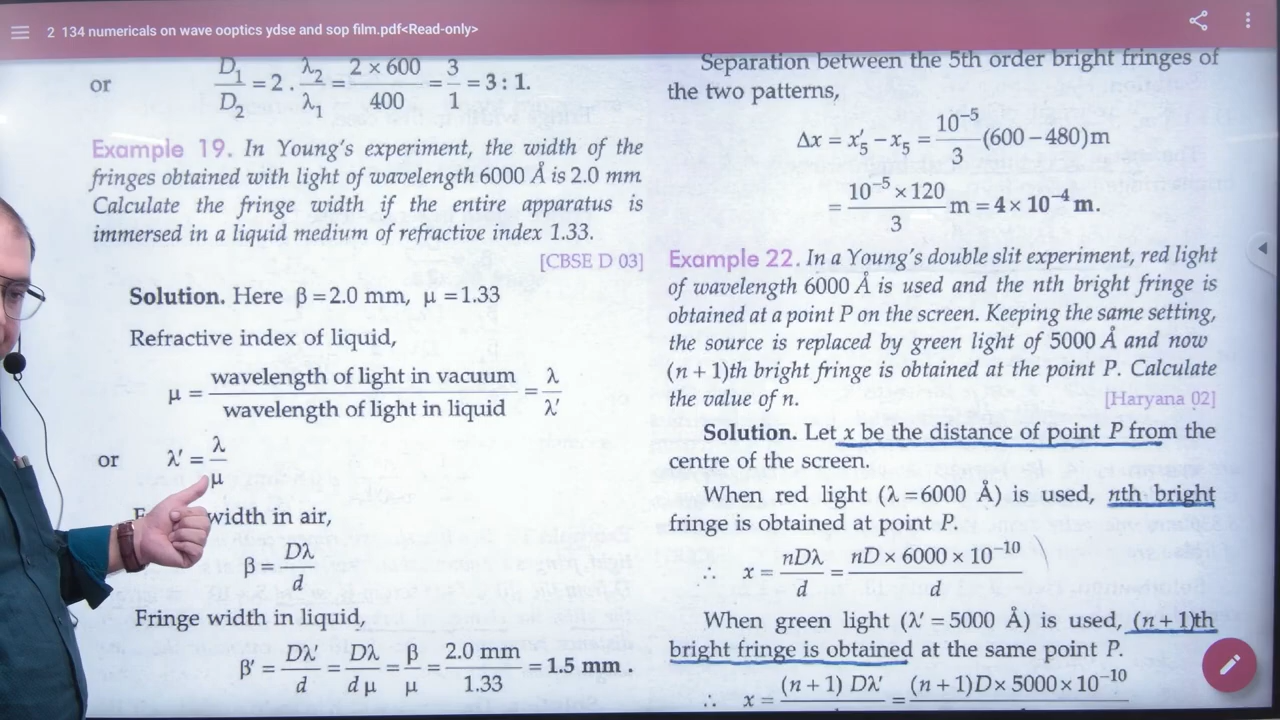 2 134 numericals on wave ooptics ydse and sop film.pdf<Read-only>
or D₁/D₂ = 2 . λ₂/λ₁ = 2 × 600/400 = 3/1 = 3 : 1.
Example 19. In Young's experiment, the width of the
fringes obtained with light of wavelength 6000 Å is 2.0 mm
Calculate the fringe width if the entire apparatus is
immersed in a liquid medium of refractive index 1.33.
[CBSE D 03]
Solution. Here β = 2.0 mm, μ = 1.33
Refractive index of liquid,
μ = wavelength of light in vacuum/wavelength of light in liquid = λ/λ′
or λ′ = λ/μ
width in air,
β = Dλ/d
Fringe width in liquid,
β′ = Dλ′/d = Dλ/d μ = β/μ = 2.0 mm/1.33 = 1.5 mm .
Separation between the 5th order bright fringes of
the two patterns,
Δx = x′₅ − x₅ = 10⁻⁵/3 (600 − 480) m
= 10⁻⁵ × 120/3 m = 4 × 10⁻⁴ m.
Example 22. In a Young's double slit experiment, red light
of wavelength 6000 Å is used and the nth bright fringe is
obtained at a point P on the screen. Keeping the same setting,
the source is replaced by green light of 5000 Å and now
(n + 1)th bright fringe is obtained at the point P. Calculate
the value of n. [Haryana 02]
Solution. Let x be the distance of point P from the
centre of the screen.
When red light (λ = 6000 Å) is used, nth bright
fringe is obtained at point P.
∴ x = nDλ/d = nD × 6000 × 10⁻¹⁰/d
When green light (λ′ = 5000 Å) is used, (n + 1)th
bright fringe is obtained at the same point P.
∴ x = (n + 1) Dλ′ = (n + 1) D × 5000 × 10⁻¹⁰